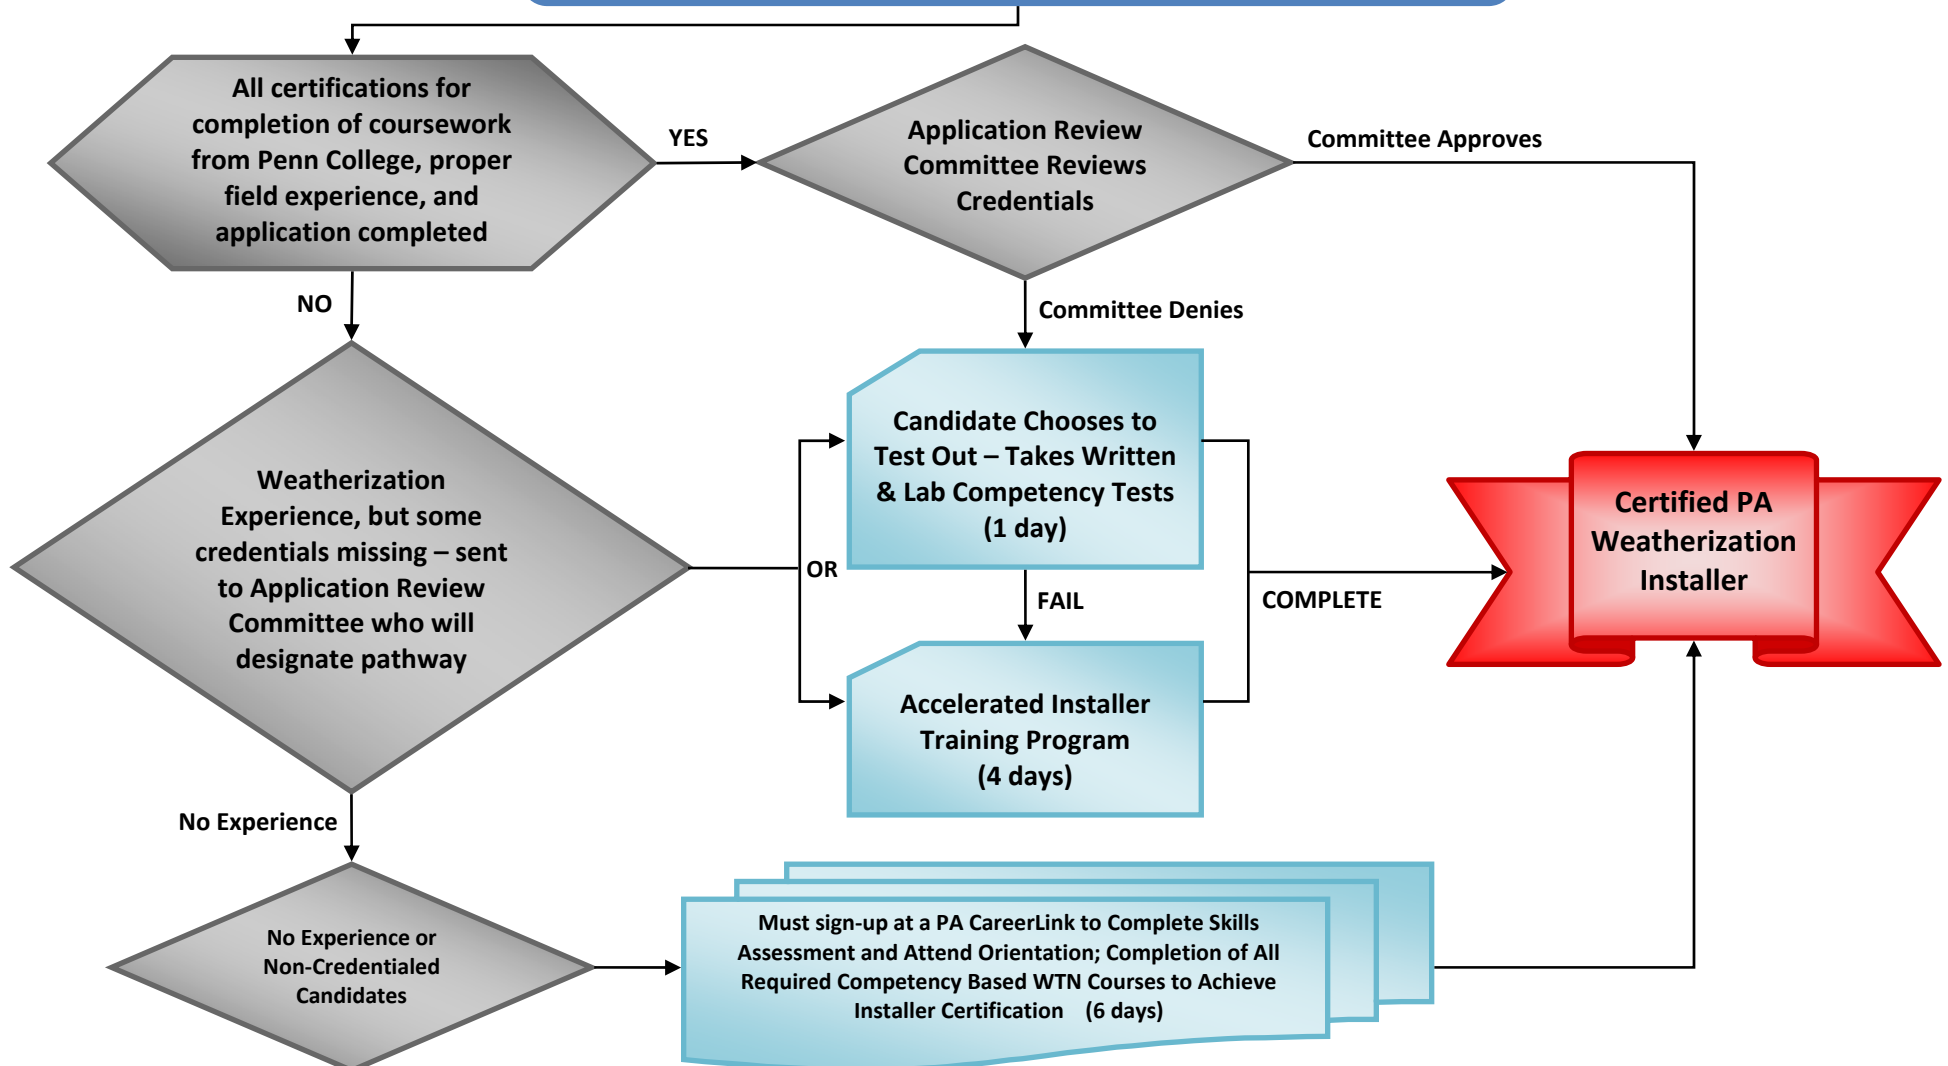 All certifications for
completion of coursework
from Penn College, proper
field experience, and
application completed
YES
Application Review
Committee Reviews
Credentials
Committee Approves
NO
Committee Denies
Weatherization
Experience, but some
credentials missing – sent
to Application Review
Committee who will
designate pathway
OR
Candidate Chooses to
Test Out – Takes Written
& Lab Competency Tests
(1 day)
FAIL
COMPLETE
Accelerated Installer
Training Program
(4 days)
Certified PA
Weatherization
Installer
No Experience
No Experience or
Non-Credentialed
Candidates
Must sign-up at a PA CareerLink to Complete Skills
Assessment and Attend Orientation; Completion of All
Required Competency Based WTN Courses to Achieve
Installer Certification (6 days)